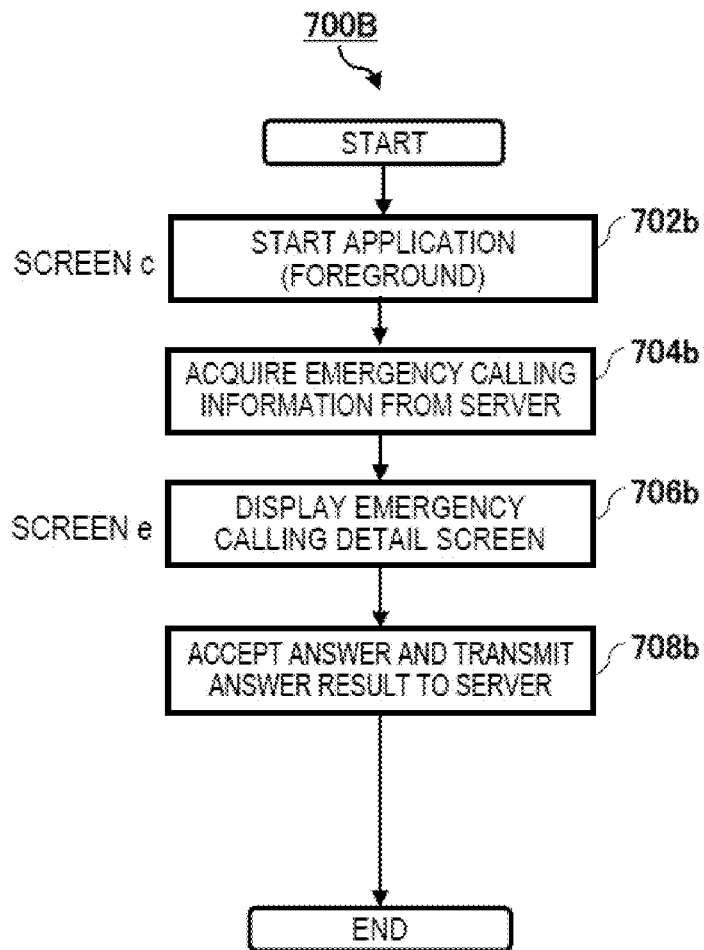 700B
START
702b
SCREEN c
START APPLICATION
(FOREGROUND)
704b
ACQUIRE EMERGENCY CALLING
INFORMATION FROM SERVER
706b
SCREEN e
DISPLAY EMERGENCY
CALLING DETAIL SCREEN
708b
ACCEPT ANSWER AND TRANSMIT
ANSWER RESULT TO SERVER
END